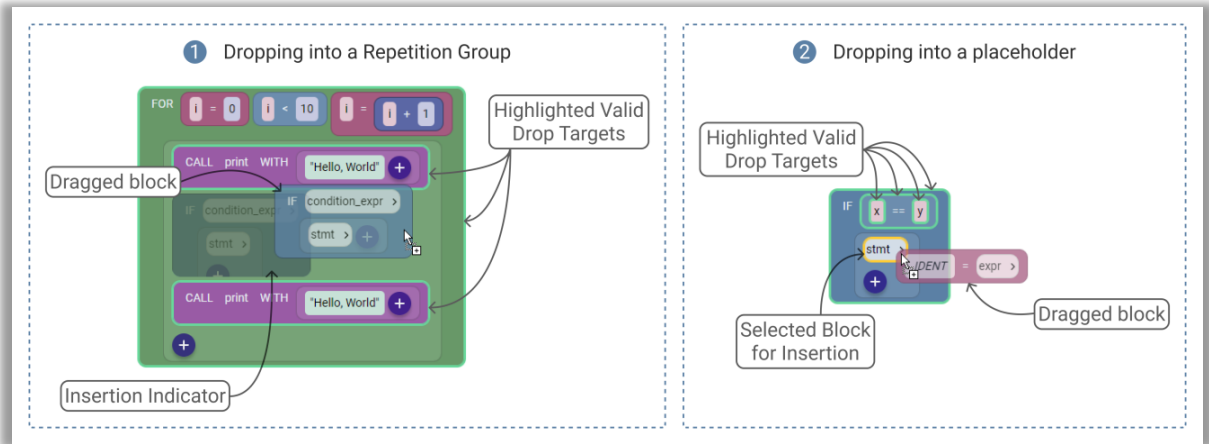 1 Dropping into a Repetition Group
FOR i = 0 i < 10 i = i + 1
Highlighted Valid
Drop Targets
CALL print WITH "Hello, World" +
Dragged block
IF condition_expr
IF condition_expr >
stmt >
stmt > +
+
CALL print WITH "Hello, World" +
+
Insertion Indicator
2 Dropping into a placeholder
Highlighted Valid
Drop Targets
IF x == y
stmt >
IDENT = expr >
+
Dragged block
Selected Block
for Insertion